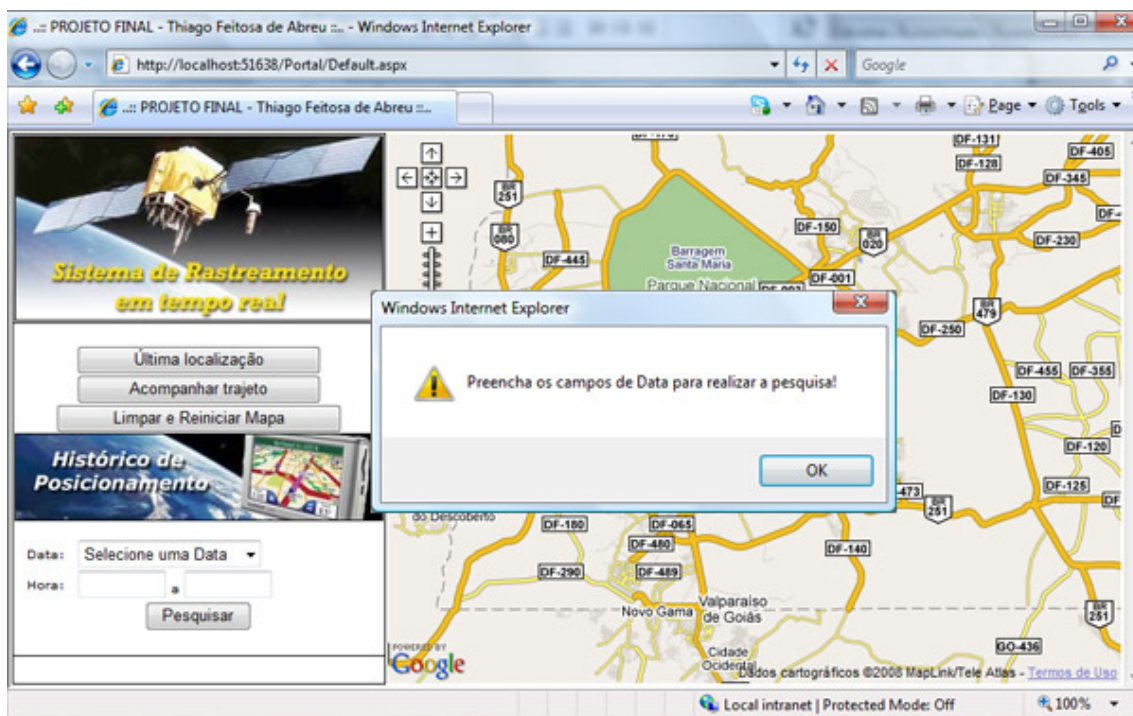 ..:: PROJETO FINAL - Thiago Feitosa de Abreu ::.. - Windows Internet Explorer
http://localhost:51638/Portal/Default.aspx
Google
..:: PROJETO FINAL - Thiago Feitosa de Abreu ::..
Page
Tools
Sistema de Rastreamento
em tempo real
Última localização
Acompanhar trajeto
Limpar e Reiniciar Mapa
Histórico de
Posicionamento
Data: Selecione uma Data
Hora: a
Pesquisar
DF-131
DF-128
DF-405
DF-345
BR
251
DF-150
BR
020
BR
080
DF-445
DF-230
Barragem
Santa Maria
Parque Nacional
DF-001
BR
479
DF-250
DF-455
DF-355
DF-130
DF-120
DF-125
473
BR
251
Windows Internet Explorer
Preencha os campos de Data para realizar a pesquisa!
OK
do Descoberto
DF-180
DF-065
DF-480
DF-140
DF-290
DF-489
Novo Gama
Valparaíso
de Goiás
BR
251
Cidade
Ocidental
GO-436
POWERED BY
Google
Dados cartográficos ©2008 MapLink/Tele Atlas - Termos de Uso
Local intranet | Protected Mode: Off
100%